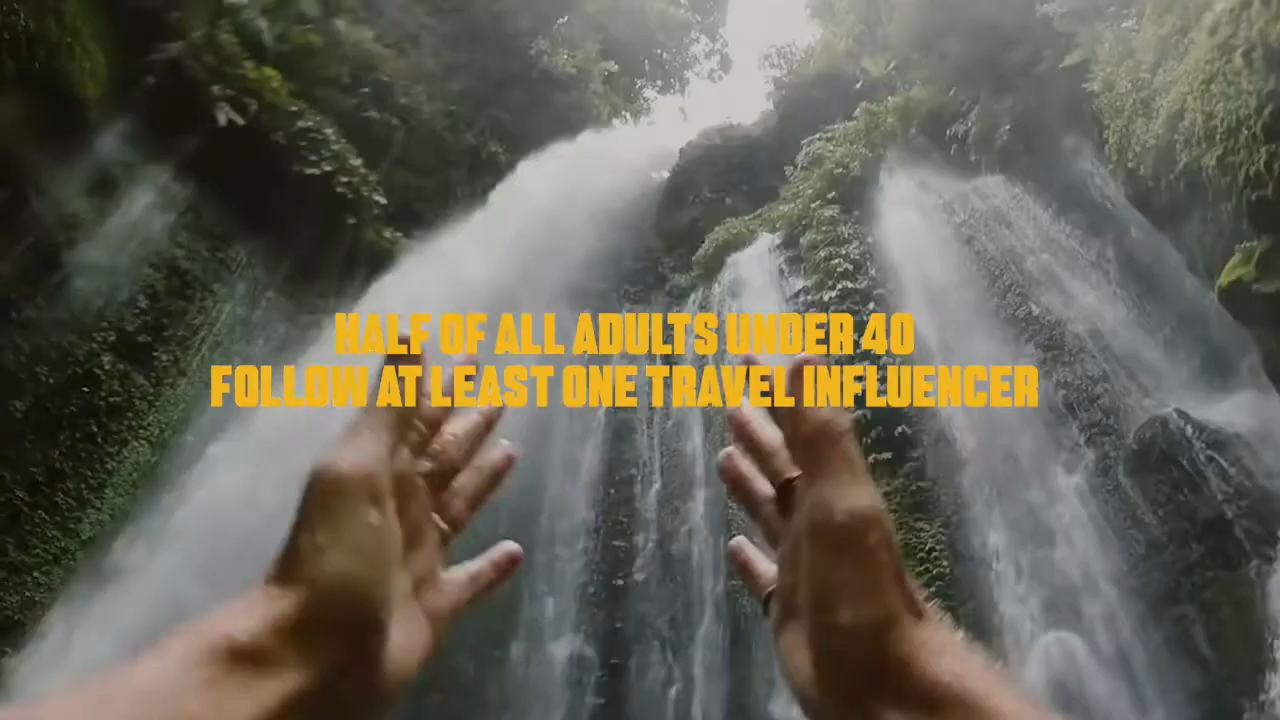 HALF OF ALL ADULTS UNDER 40
FOLLOW AT LEAST ONE TRAVEL INFLUENCER